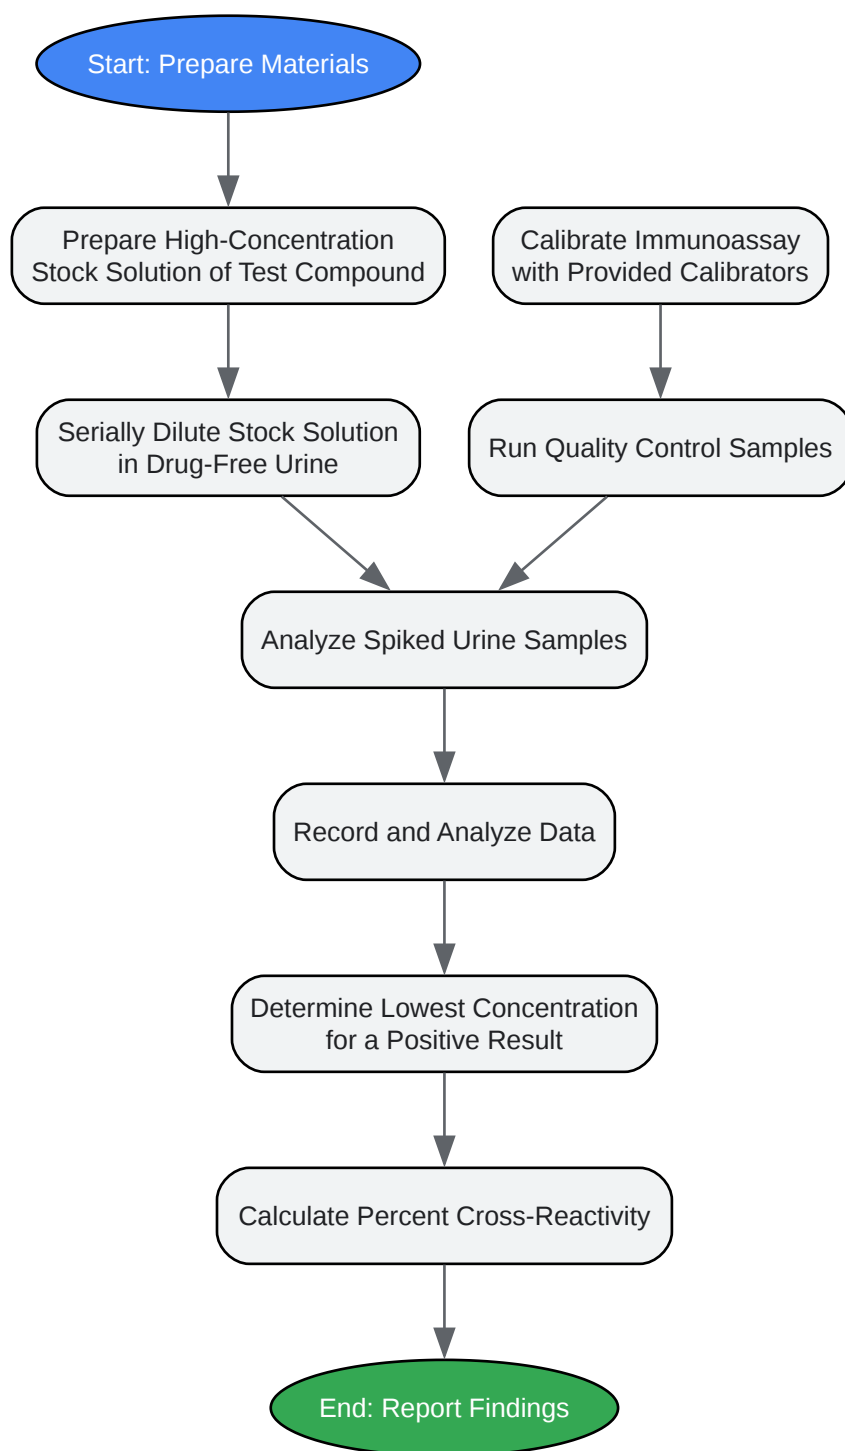 Start: Prepare Materials
Prepare High-Concentration
Stock Solution of Test Compound
Calibrate Immunoassay
with Provided Calibrators
Serially Dilute Stock Solution
in Drug-Free Urine
Run Quality Control Samples
Analyze Spiked Urine Samples
Record and Analyze Data
Determine Lowest Concentration
for a Positive Result
Calculate Percent Cross-Reactivity
End: Report Findings